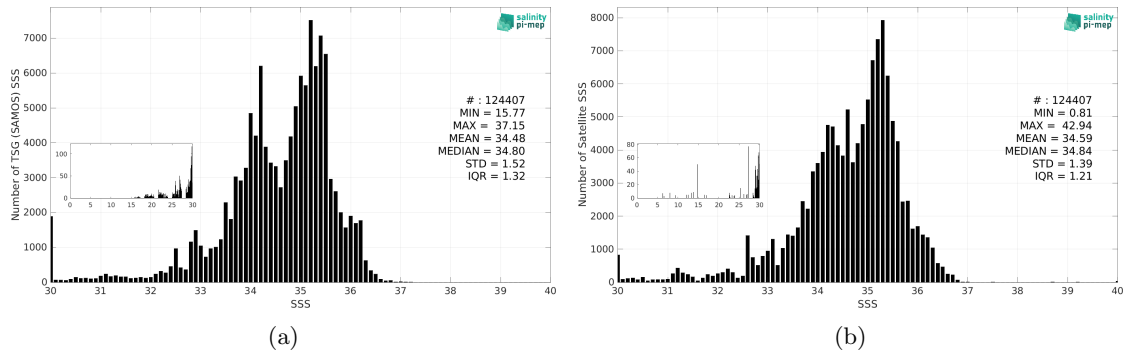 salinity
pi-mep
Number of TSG (SAMOS) SSS
7000
6000
5000
4000
3000
2000
1000
0
# : 124407
MIN = 15.77
MAX = 37.15
MEAN = 34.48
MEDIAN = 34.80
STD = 1.52
IQR = 1.32
100
50
0
0 5 10 15 20 25 30
30 31 32 33 34 35 36 37 38 39 40
SSS
(a)
salinity
pi-mep
Number of Satellite SSS
8000
7000
6000
5000
4000
3000
2000
1000
0
# : 124407
MIN = 0.81
MAX = 42.94
MEAN = 34.59
MEDIAN = 34.84
STD = 1.39
IQR = 1.21
80
60
40
20
0
0 5 10 15 20 25 30
30 31 32 33 34 35 36 37 38 39 40
SSS
(b)